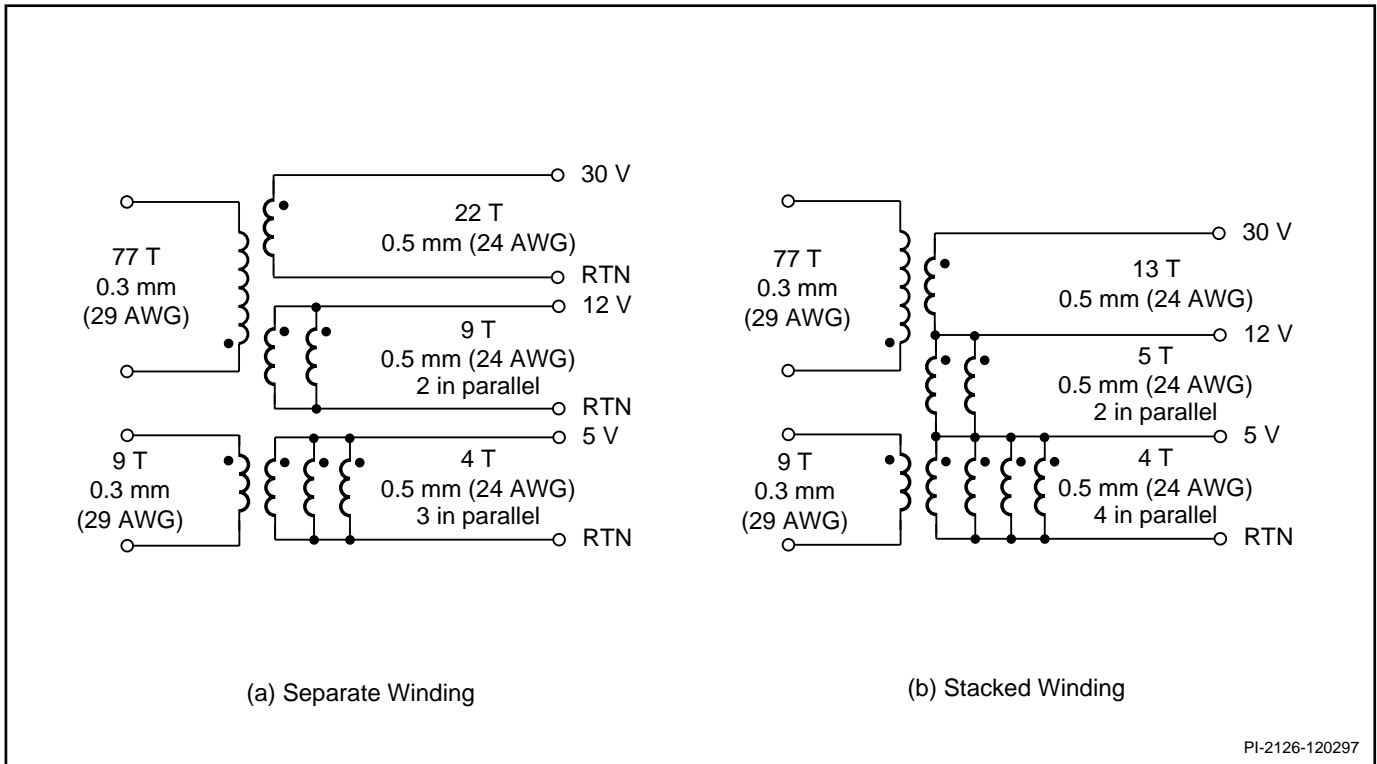 77 T
0.3 mm
(29 AWG)
30 V
22 T
0.5 mm (24 AWG)
RTN
12 V
9 T
0.5 mm (24 AWG)
2 in parallel
RTN
9 T
0.3 mm
(29 AWG)
5 V
4 T
0.5 mm (24 AWG)
3 in parallel
RTN
(a) Separate Winding
77 T
0.3 mm
(29 AWG)
30 V
13 T
0.5 mm (24 AWG)
12 V
5 T
0.5 mm (24 AWG)
2 in parallel
9 T
0.3 mm
(29 AWG)
5 V
4 T
0.5 mm (24 AWG)
4 in parallel
RTN
(b) Stacked Winding
PI-2126-120297